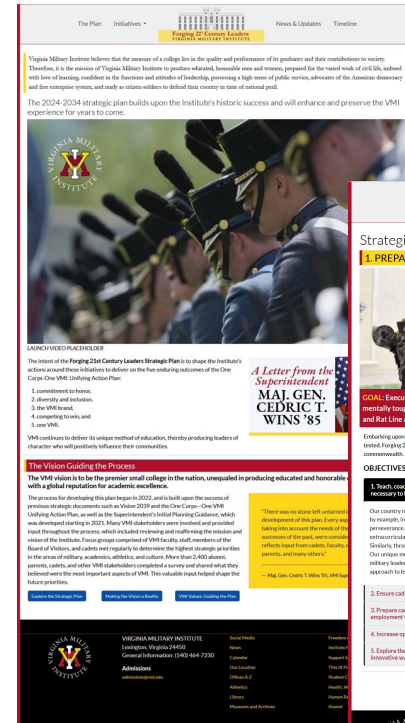 The Plan Initiatives
Forging 21st Century Leaders
VIRGINIA MILITARY INSTITUTE
News & Updates Timeline
Virginia Military Institute believes that the measure of a college lies in the quality and performance of its graduates and their contributions to society.
Therefore, it is the mission of Virginia Military Institute to produce educated, honorable men and women, prepared for the varied work of civil life, imbued
with love of learning, confident in the functions and attitudes of leadership, possessing a high sense of public service, advocates of the American democracy
and free enterprise system, and ready as citizen-soldiers to defend their country in time of national peril.
The 2024-2034 strategic plan builds upon the Institute's historic success and will enhance and preserve the VMI
experience for years to come.
VIRGINIA MILITARY INSTITUTE
LAUNCH VIDEO PLACEHOLDER
The intent of the Forging 21st Century Leaders Strategic Plan is to shape the Institute's
actions around these initiatives to deliver on the five enduring outcomes of the One
Corps-One VMI: Unifying Action Plan:
1. commitment to honor,
2. diversity and inclusion,
3. the VMI brand,
4. competing to win, and
5. one VMI.
VMI continues to deliver its unique method of education, thereby producing leaders of
character who will positively influence their communities.
A Letter from the
Superintendent
MAJ. GEN.
CEDRIC T.
WINS '85
The Vision Guiding the Process
The VMI vision is to be the premier small college in the nation, unequaled in producing educated and honorable
with a global reputation for academic excellence.
The process for developing this plan began in 2022, and is built upon the success of
previous strategic documents such as Vision 2039 and the Corps—One VMI
Unifying Action Plan, as well as the Superintendent's Initial Planning Guidance, which
was developed starting in 2021. Many VMI stakeholders were involved and provided
input throughout the process, which included reviewing and reaffirming the mission and
vision of the Institute. Focus groups comprised of VMI faculty, staff, members of the
Board of Visitors, and cadets met regularly to determine the highest strategic priorities
in the areas of military, academics, athletics, and culture. More than 2,400 alumni,
parents, cadets, and other VMI stakeholders completed a survey and shared what they
believed were the most important aspects of VMI. This valuable input helped shape the
future priorities.
"There was no stone left unturned i
development of this plan. Every asp
taking into account the needs of the
successes of the past, were consider
reflects input from cadets, faculty, s
parents, and many others."
— Maj. Gen. Cedric T. Wins '85, VMI Supe
Explore the Strategic Plan Making the Vision a Reality VMI Values: Guiding the Plan
VIRGINIA MILITARY INSTITUTE
VIRGINIA MILITARY INSTITUTE
Lexington, Virginia 24450
General Information: (540) 464-7230
Admissions
admissions@vmi.edu
Social Media
News
Calendar
Our Location
Offices A-Z
Athletics
Library
Museums and Archives
Freedom
Institute
Support
Title IX
Student C
Health, W
Human Re
Alumni
Strategi
1. PREPA
GOAL: Execu
mentally toug
and Rat Line
Embarking upon
tested. Forging 2
commonwealth.
OBJECTIVES
1. Teach, coac
necessary to l
Our country n
by example, in
perseverance.
extracurricula
Similarly, thro
Our unique m
military leade
approach to le
2. Ensure cad
3. Prepare cad
employment
4. Increase op
5. Explore the
innovative wa